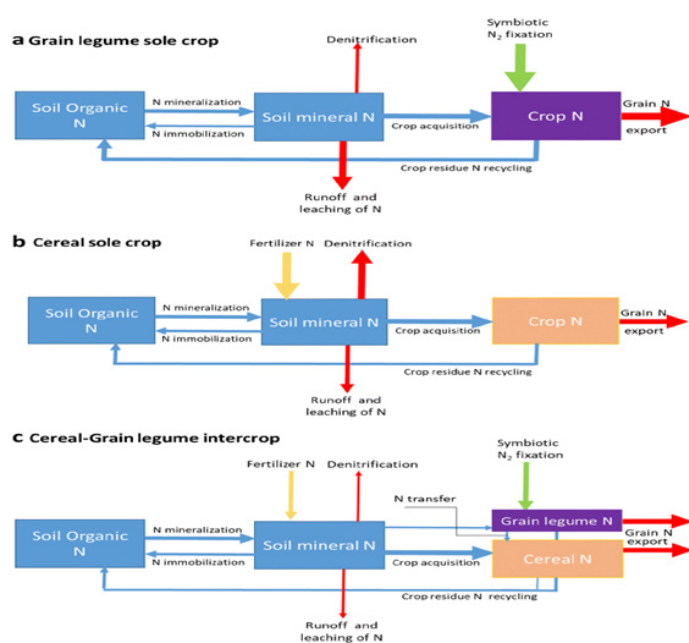 a Grain legume sole crop
Denitrification
Symbiotic
N₂ fixation
Soil Organic
N
N mineralization
N immobilization
Soil mineral N
Crop acquisition
Crop N
Grain N
export
Crop residue N recycling
Runoff and
leaching of N
b Cereal sole crop
Fertilizer N
Denitrification
Soil Organic
N
N mineralization
N immobilization
Soil mineral N
Crop acquisition
Crop N
Grain N
export
Crop residue N recycling
Runoff and
leaching of N
c Cereal-Grain legume intercrop
Fertilizer N
Denitrification
Symbiotic
N₂ fixation
N transfer
Soil Organic
N
N mineralization
N immobilization
Soil mineral N
Crop acquisition
Grain legume N
Cereal N
Grain N
export
Crop residue N recycling
Runoff and
leaching of N